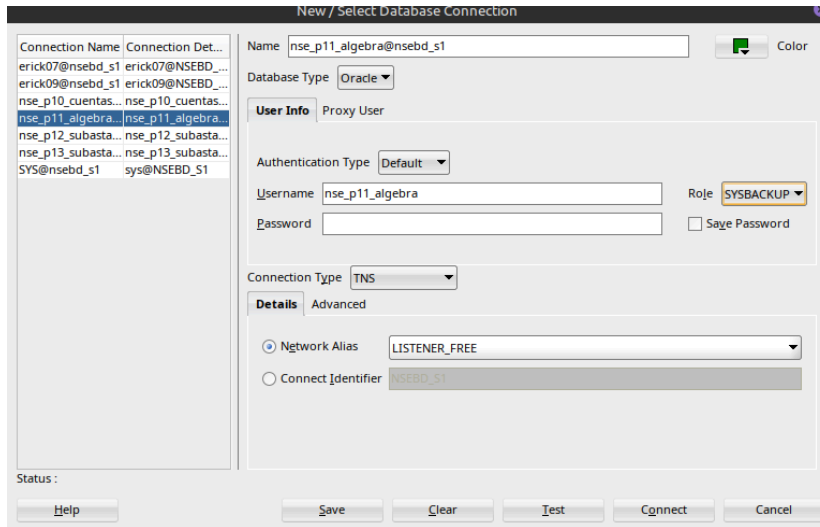 New / Select Database Connection
Connection Name Connection Det...
erick07@nsebd_s1 erick07@NSEBD_...
erick09@nsebd_s1 erick09@NSEBD_...
nse_p10_cuentas... nse_p10_cuentas...
nse_p11_algebra... nse_p11_algebra...
nse_p12_subasta... nse_p12_subasta...
nse_p13_subasta... nse_p13_subasta...
SYS@nsebd_s1 sys@NSEBD_S1
Name nse_p11_algebra@nsebd_s1 Color
Database Type Oracle
User Info Proxy User
Authentication Type Default
Username nse_p11_algebra Role SYSBACKUP
Password Save Password
Connection Type TNS
Details Advanced
Network Alias LISTENER_FREE
Connect Identifier NSEBD_S1
Status :
Help Save Clear Test Connect Cancel